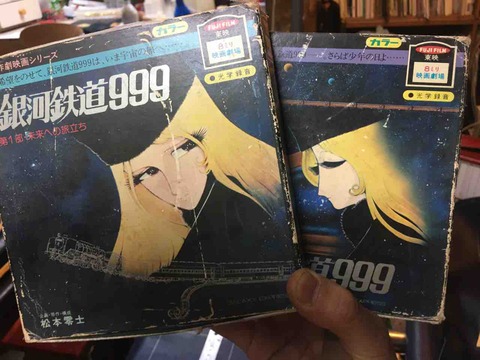 劇映画シリーズ
希望をのせて、銀河鉄道999は、いま宇宙の
銀河鉄道999
第1部 未来への旅立ち
松本零士
カラー
FUJI FILM
東映
8ミリ
映画劇場
●光学録音
さらば少年の日よ……
カラー
FUJI FILM
東映
8ミリ
映画劇場
●光学録音
道999